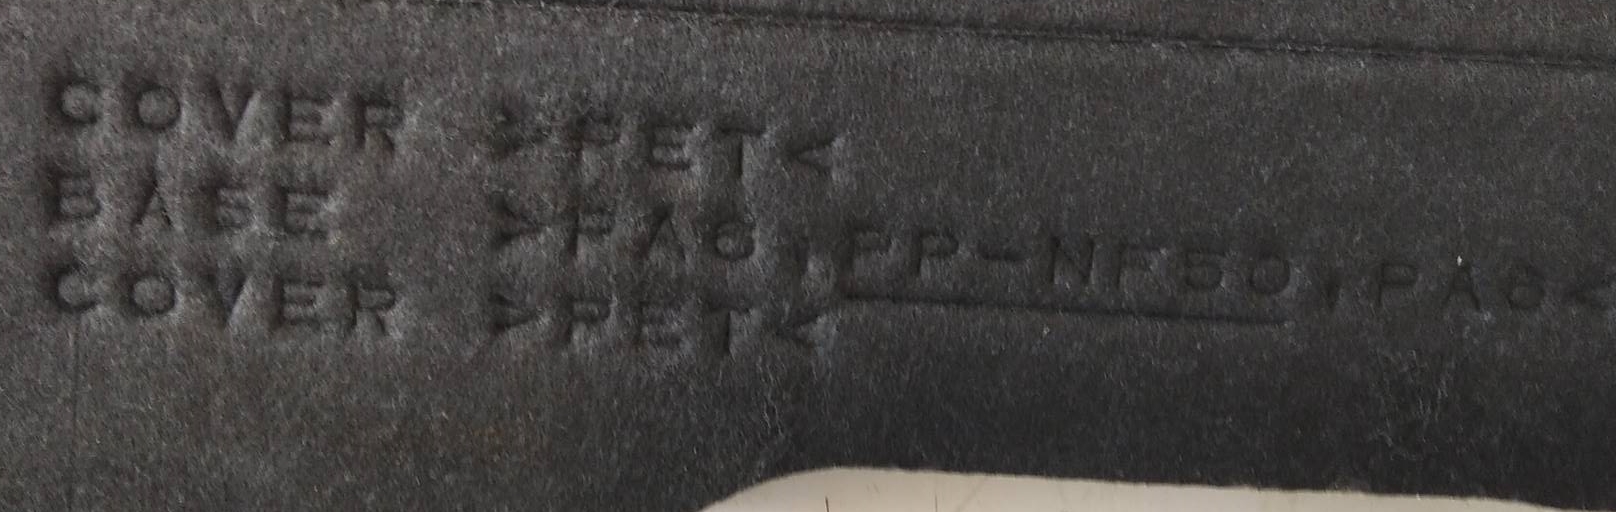 COVER >PET<
BASE >PA6,PP-NF50,PA6<
COVER >PET<